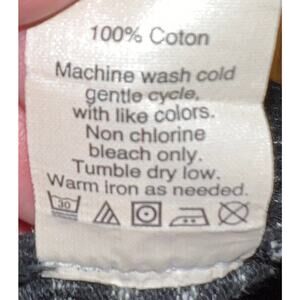 100% Coton
Machine wash cold
gentle cycle,
with like colors.
Non chlorine
bleach only.
Tumble dry low.
Warm iron as needed.
30